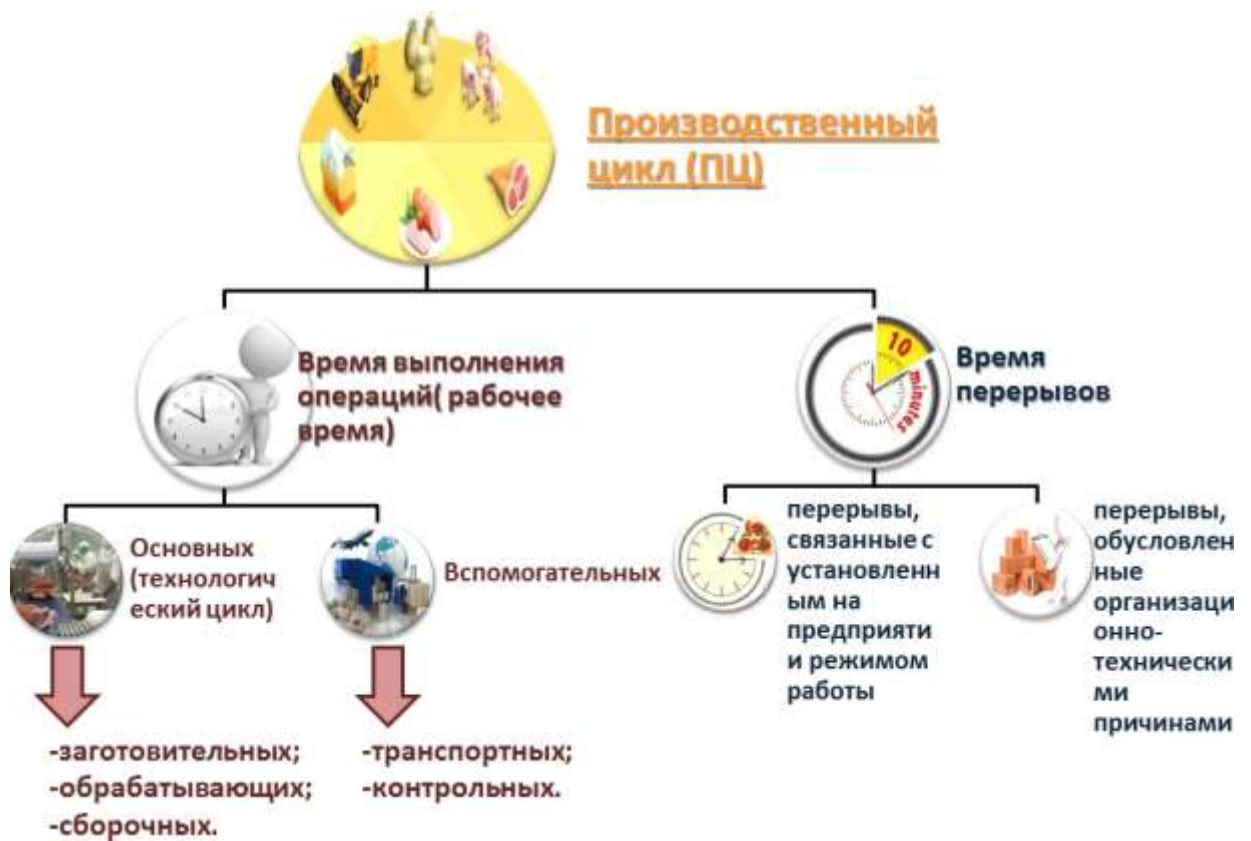 Производственный
цикл (ПЦ)
Время выполнения
операций( рабочее
время)
10
minutes
Время
перерывов
Основных
(технологич
еский цикл)
Вспомогательных
перерывы,
связанные с
установленн
ым на
предприяти
и режимом
работы
перерывы,
обусловлен
ные
организаци
онно-
технически
ми
причинами
-заготовительных;
-обрабатывающих;
-сборочных.
-транспортных;
-контрольных.